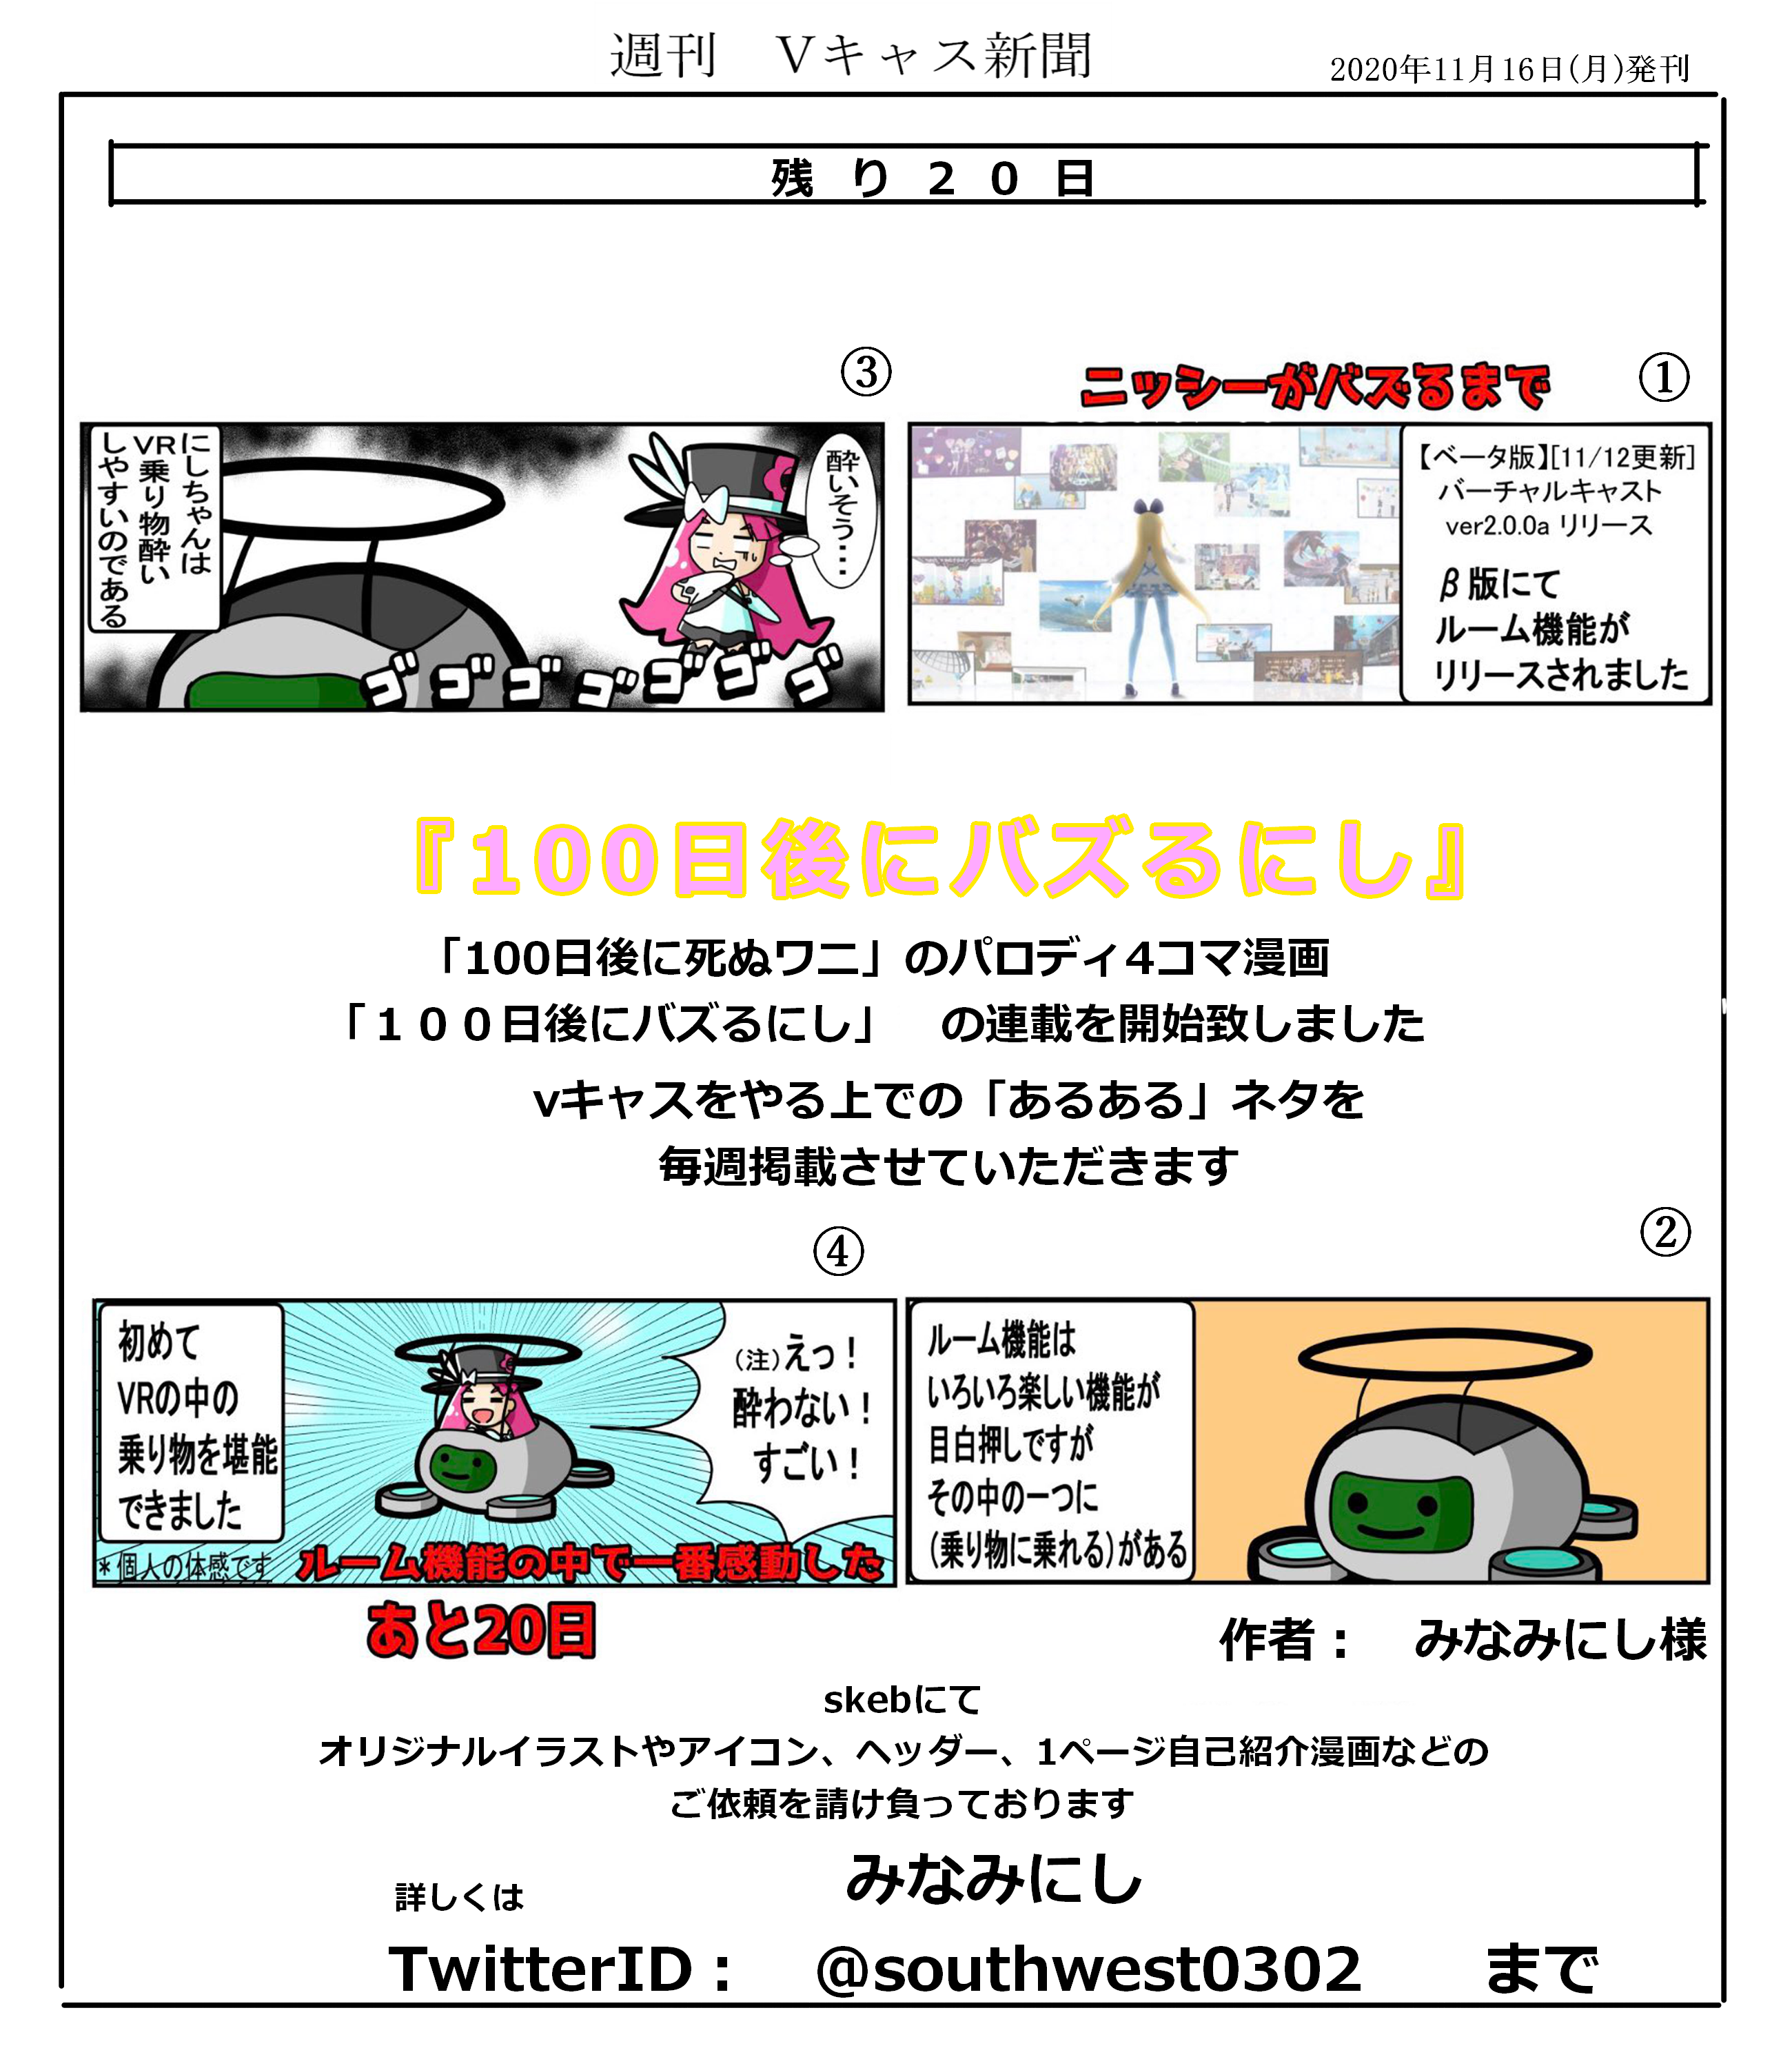 週刊　Vキャス新聞
2020年11月16日(月)発刊
残り２０日
①
ニッシーがバズるまで
【ベータ版】[11/12更新]
バーチャルキャスト
ver2.0.0a リリース
β版にて
ルーム機能が
リリースされました
③
酔いそう・・・・
にしちゃんは
VR乗り物酔い
しやすいのである
ゴゴゴゴゴゴゴ
『100日後にバズるにし』
「100日後に死ぬワニ」のパロディ4コマ漫画
「１００日後にバズるにし」　の連載を開始致しました
vキャスをやる上での「あるある」ネタを
毎週掲載させていただきます
②
ルーム機能は
いろいろ楽しい機能が
目白押しですが
その中の一つに
(乗り物に乗れる)がある
④
(注)えっ！
酔わない！
すごい！
初めて
VRの中の
乗り物を堪能
できました
＊個人の体感です
ルーム機能の中で一番感動した
あと20日
作者：　みなみにし様
skebにて
オリジナルイラストやアイコン、ヘッダー、1ページ自己紹介漫画などの
ご依頼を請け負っております
みなみにし
詳しくは
TwitterID：　@southwest0302　　まで